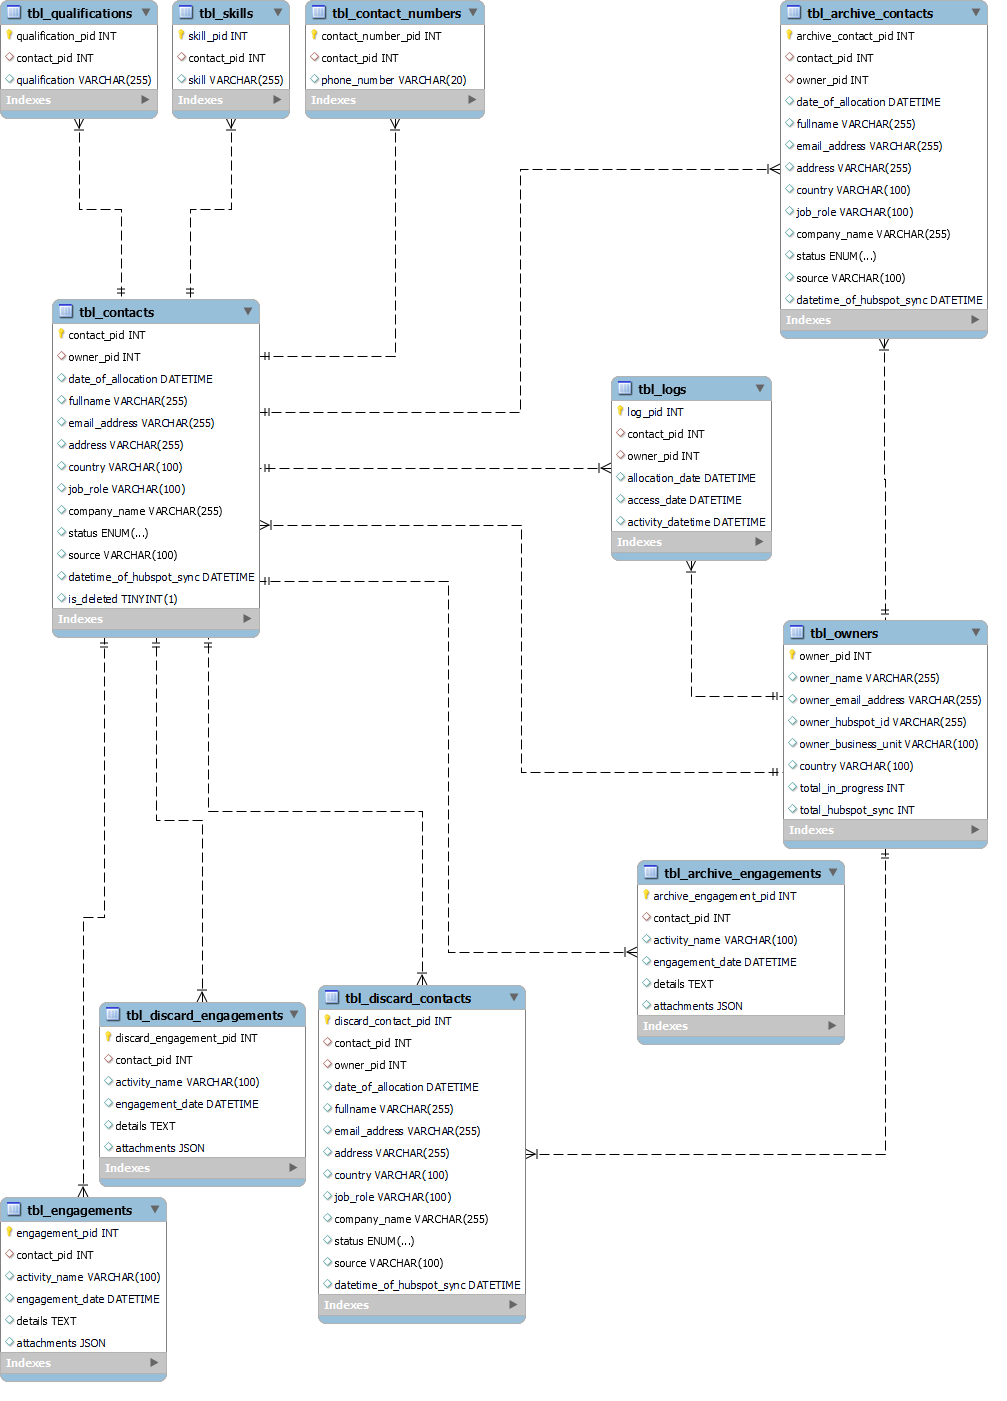 tbl_qualifications
qualification_pid INT
contact_pid INT
qualification VARCHAR(255)
Indexes
tbl_skills
skill_pid INT
contact_pid INT
skill VARCHAR(255)
Indexes
tbl_contact_numbers
contact_number_pid INT
contact_pid INT
phone_number VARCHAR(20)
Indexes
tbl_archive_contacts
archive_contact_pid INT
contact_pid INT
owner_pid INT
date_of_allocation DATETIME
fullname VARCHAR(255)
email_address VARCHAR(255)
address VARCHAR(255)
country VARCHAR(100)
job_role VARCHAR(100)
company_name VARCHAR(255)
status ENUM(...)
source VARCHAR(100)
datetime_of_hubspot_sync DATETIME
Indexes
tbl_contacts
contact_pid INT
owner_pid INT
date_of_allocation DATETIME
fullname VARCHAR(255)
email_address VARCHAR(255)
address VARCHAR(255)
country VARCHAR(100)
job_role VARCHAR(100)
company_name VARCHAR(255)
status ENUM(...)
source VARCHAR(100)
datetime_of_hubspot_sync DATETIME
is_deleted TINYINT(1)
Indexes
tbl_logs
log_pid INT
contact_pid INT
owner_pid INT
allocation_date DATETIME
access_date DATETIME
activity_datetime DATETIME
Indexes
tbl_owners
owner_pid INT
owner_name VARCHAR(255)
owner_email_address VARCHAR(255)
owner_hubspot_id VARCHAR(255)
owner_business_unit VARCHAR(100)
country VARCHAR(100)
total_in_progress INT
total_hubspot_sync INT
Indexes
tbl_archive_engagements
archive_engagement_pid INT
contact_pid INT
activity_name VARCHAR(100)
engagement_date DATETIME
details TEXT
attachments JSON
Indexes
tbl_discard_engagements
discard_engagement_pid INT
contact_pid INT
activity_name VARCHAR(100)
engagement_date DATETIME
details TEXT
attachments JSON
Indexes
tbl_discard_contacts
discard_contact_pid INT
contact_pid INT
owner_pid INT
date_of_allocation DATETIME
fullname VARCHAR(255)
email_address VARCHAR(255)
address VARCHAR(255)
country VARCHAR(100)
job_role VARCHAR(100)
company_name VARCHAR(255)
status ENUM(...)
source VARCHAR(100)
datetime_of_hubspot_sync DATETIME
Indexes
tbl_engagements
engagement_pid INT
contact_pid INT
activity_name VARCHAR(100)
engagement_date DATETIME
details TEXT
attachments JSON
Indexes